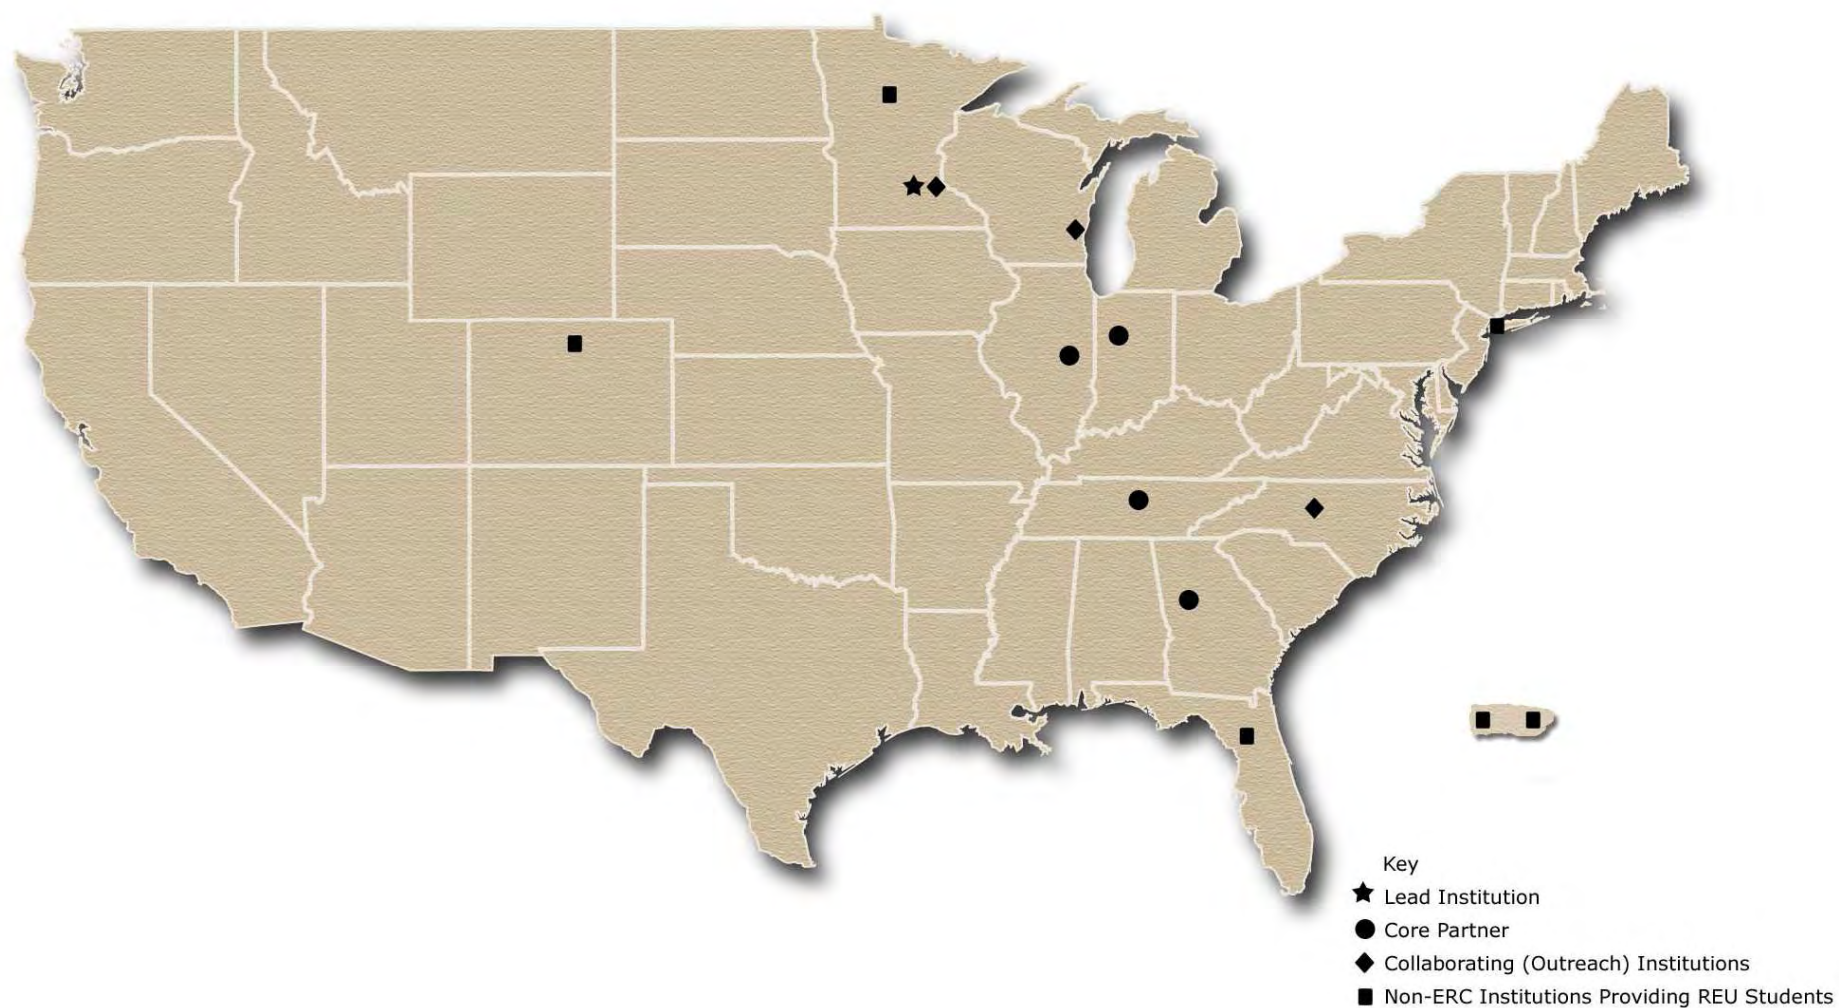 Key
Lead Institution
Core Partner
Collaborating (Outreach) Institutions
Non-ERC Institutions Providing REU Students